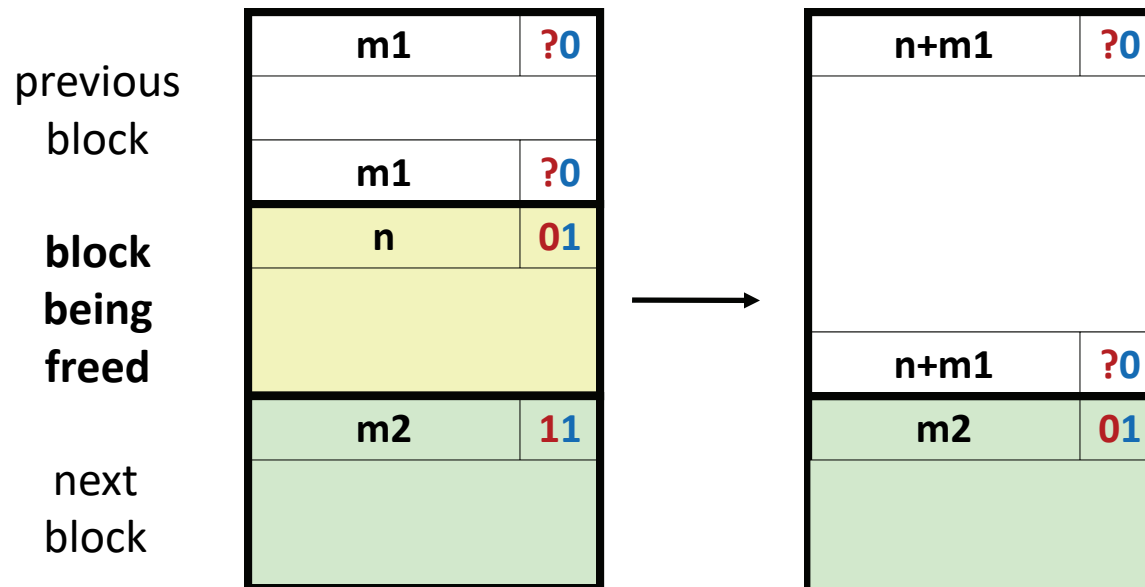 m1 ?0 n+m1 ?0
previous
block
m1 ?0
n 01
block
being
freed
n+m1 ?0
m2 11 m2 01
next
block